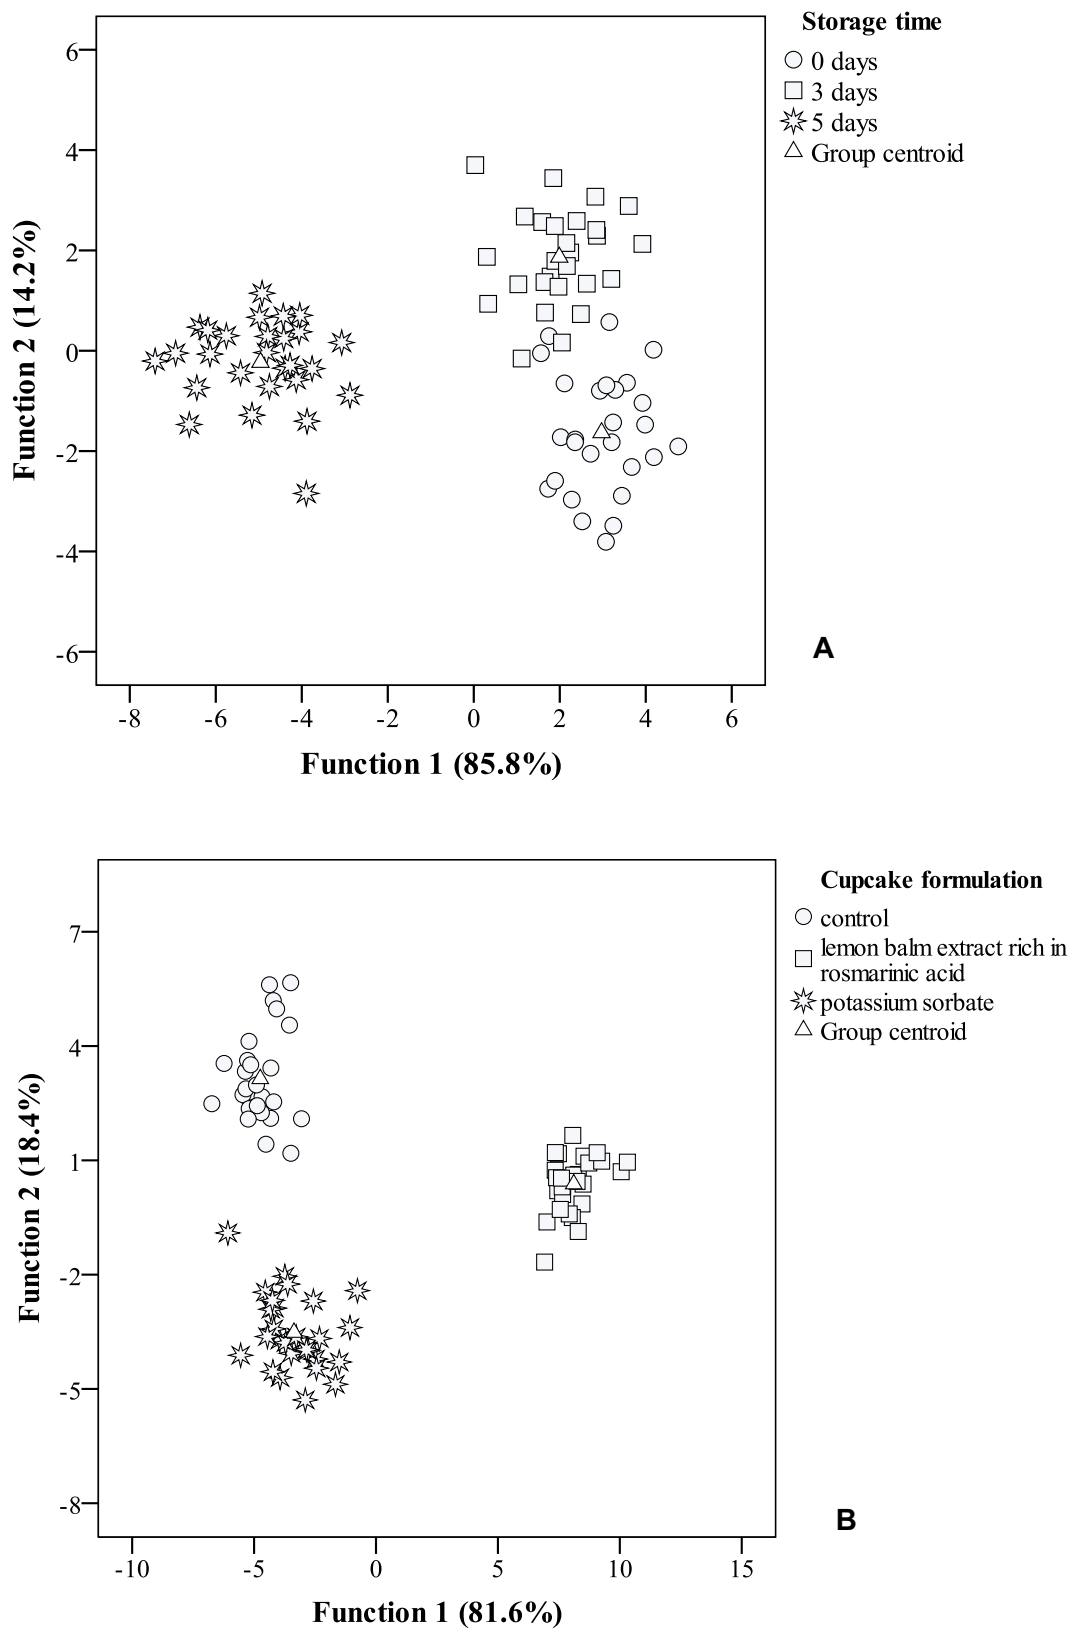 Storage time
0 days
3 days
5 days
Group centroid
6
4
2
0
-2
-4
-6
Function 2 (14.2%)
A
-8 -6 -4 -2 0 2 4 6
Function 1 (85.8%)
Cupcake formulation
control
lemon balm extract rich in
rosmarinic acid
potassium sorbate
Group centroid
7
4
1
-2
-5
-8
Function 2 (18.4%)
B
-10 -5 0 5 10 15
Function 1 (81.6%)